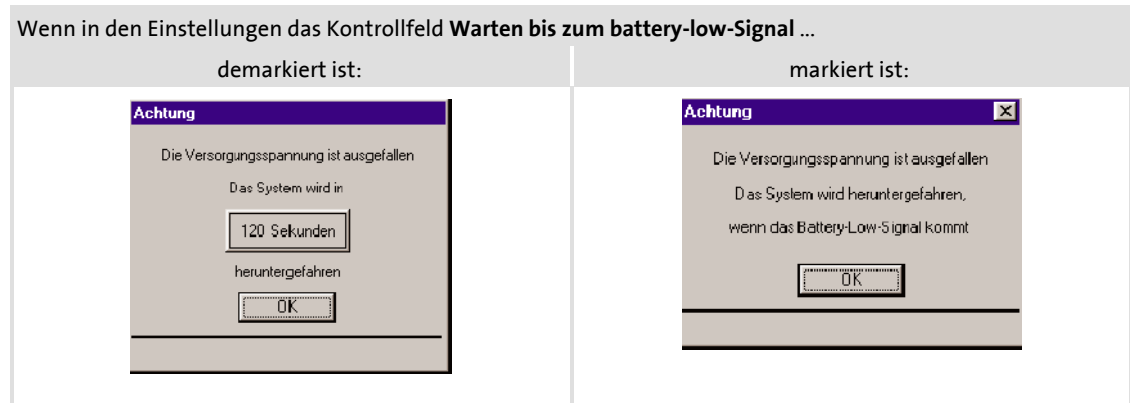 Wenn in den Einstellungen das Kontrollfeld Warten bis zum battery-low-Signal ...
demarkiert ist:
Achtung
Die Versorgungsspannung ist ausgefallen
Das System wird in
120 Sekunden
heruntergefahren
OK
markiert ist:
Achtung
Die Versorgungsspannung ist ausgefallen
Das System wird heruntergefahren,
wenn das Battery-Low-Signal kommt
OK